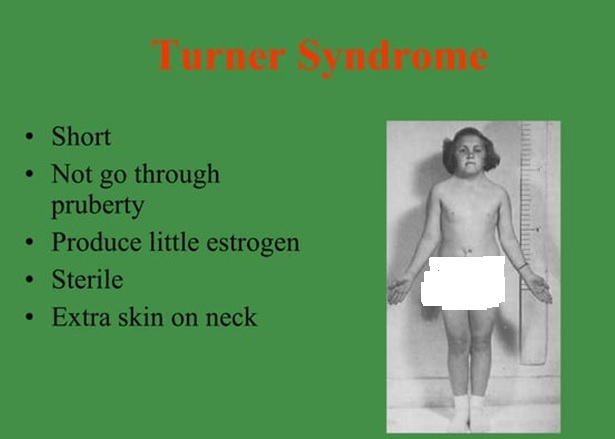 Turner Syndrome
• Short
• Not go through
pruberty
• Produce little estrogen
• Sterile
• Extra skin on neck